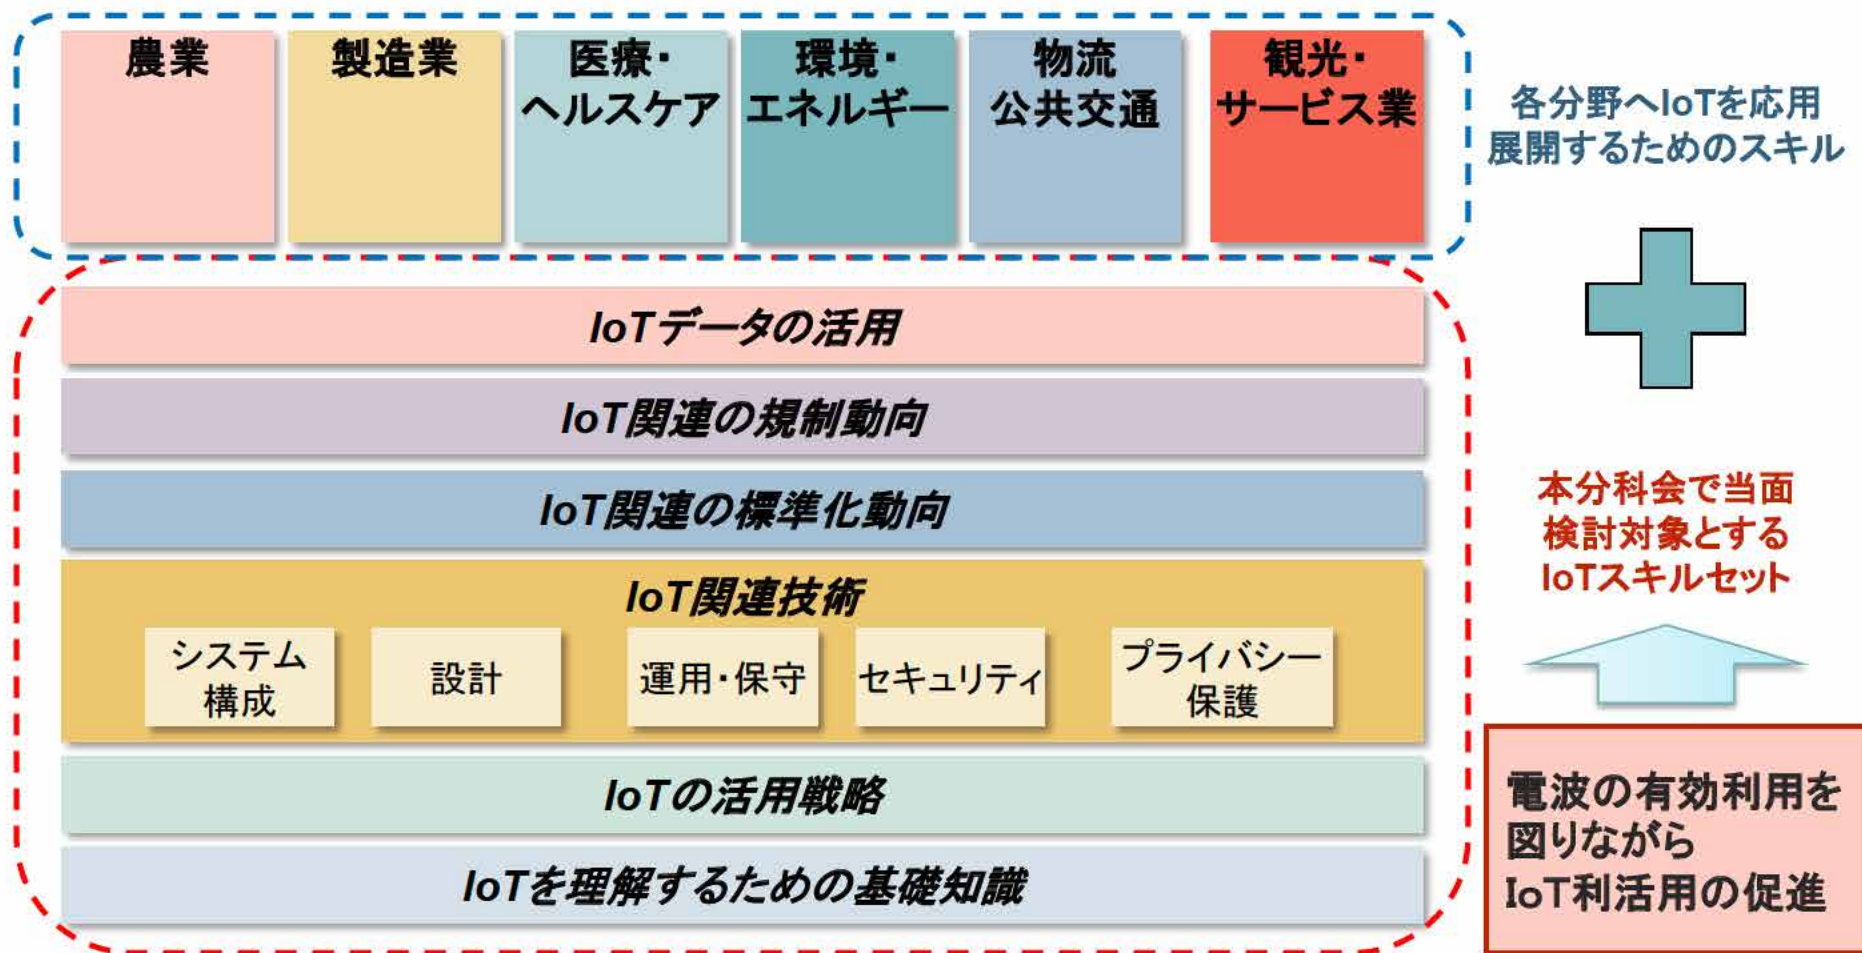 農業
製造業
医療・
ヘルスケア
環境・
エネルギー
物流
公共交通
観光・
サービス業
各分野へIoTを応用
展開するためのスキル
IoTデータの活用
IoT関連の規制動向
IoT関連の標準化動向
IoT関連技術
システム
構成
設計
運用・保守
セキュリティ
プライバシー
保護
IoTの活用戦略
IoTを理解するための基礎知識
本分科会で当面
検討対象とする
IoTスキルセット
電波の有効利用を
図りながら
IoT利活用の促進